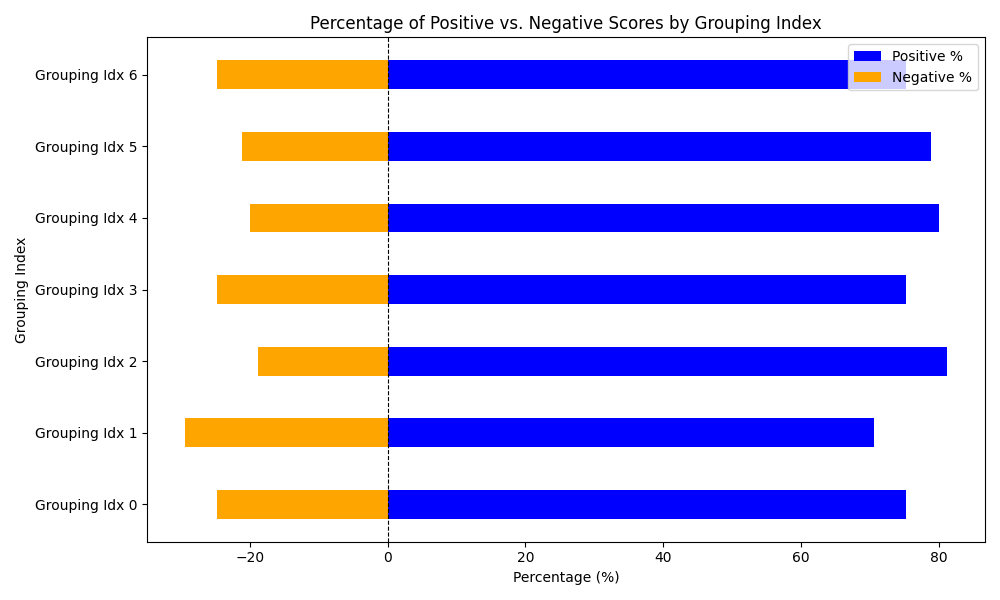 Percentage of Positive vs. Negative Scores by Grouping Index
Positive %
Negative %
Grouping Idx 6
Grouping Idx 5
Grouping Idx 4
Grouping Idx 3
Grouping Idx 2
Grouping Idx 1
Grouping Idx 0
Grouping Index
−20 0 20 40 60 80
Percentage (%)